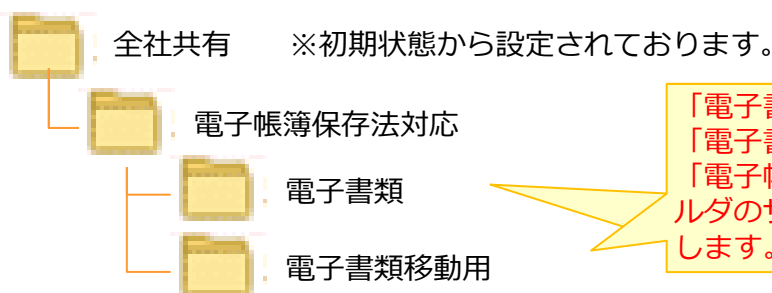 全社共有　　※初期状態から設定されております。
電子帳簿保存法対応
電子書類
電子書類移動用
「電子書
「電子書
「電子帳
ルダの
します。